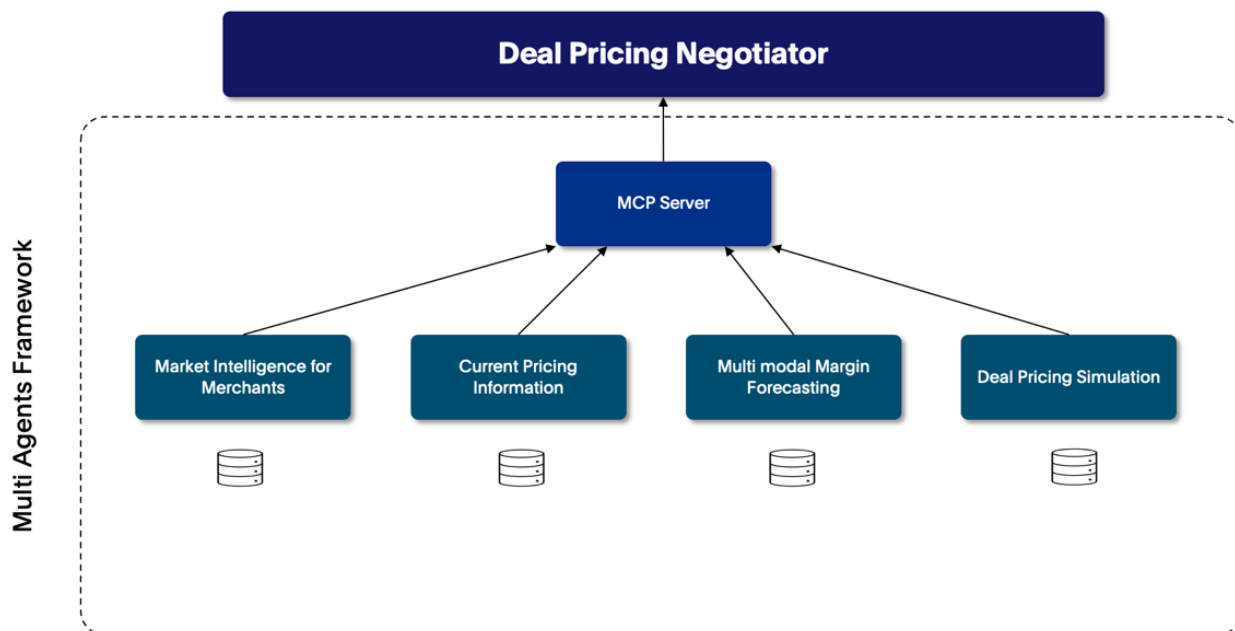 Deal Pricing Negotiator
MCP Server
Multi Agents Framework
Market Intelligence for
Merchants
Current Pricing
Information
Multi modal Margin
Forecasting
Deal Pricing Simulation